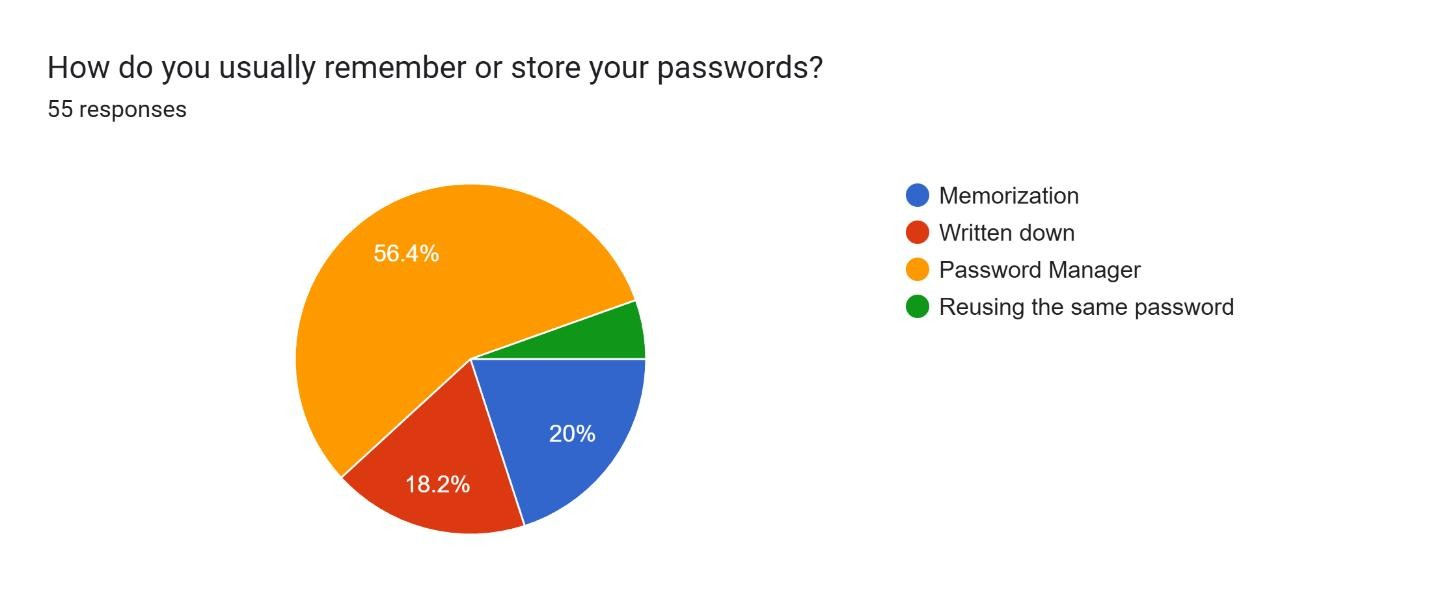 How do you usually remember or store your passwords?
55 responses
56.4%
20%
18.2%
Memorization
Written down
Password Manager
Reusing the same password